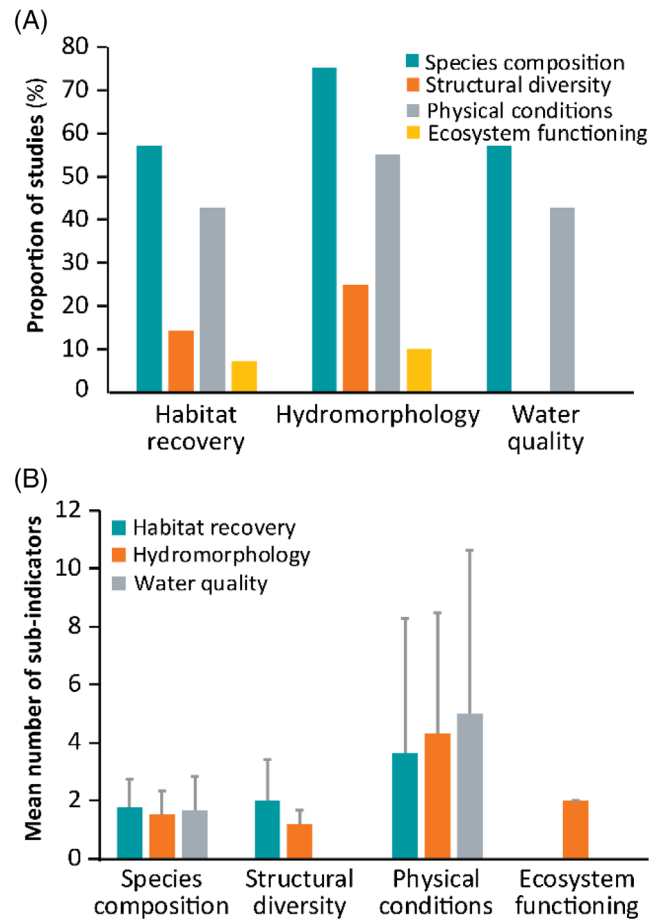 (A)
Proportion of studies (%)
80
70
60
50
40
30
20
10
0
Species composition
Structural diversity
Physical conditions
Ecosystem functioning
Habitat
recovery
Hydromorphology
Water
quality
(B)
Mean number of sub-indicators
12
10
8
6
4
2
0
Habitat recovery
Hydromorphology
Water quality
Species
composition
Structural
diversity
Physical
conditions
Ecosystem
functioning